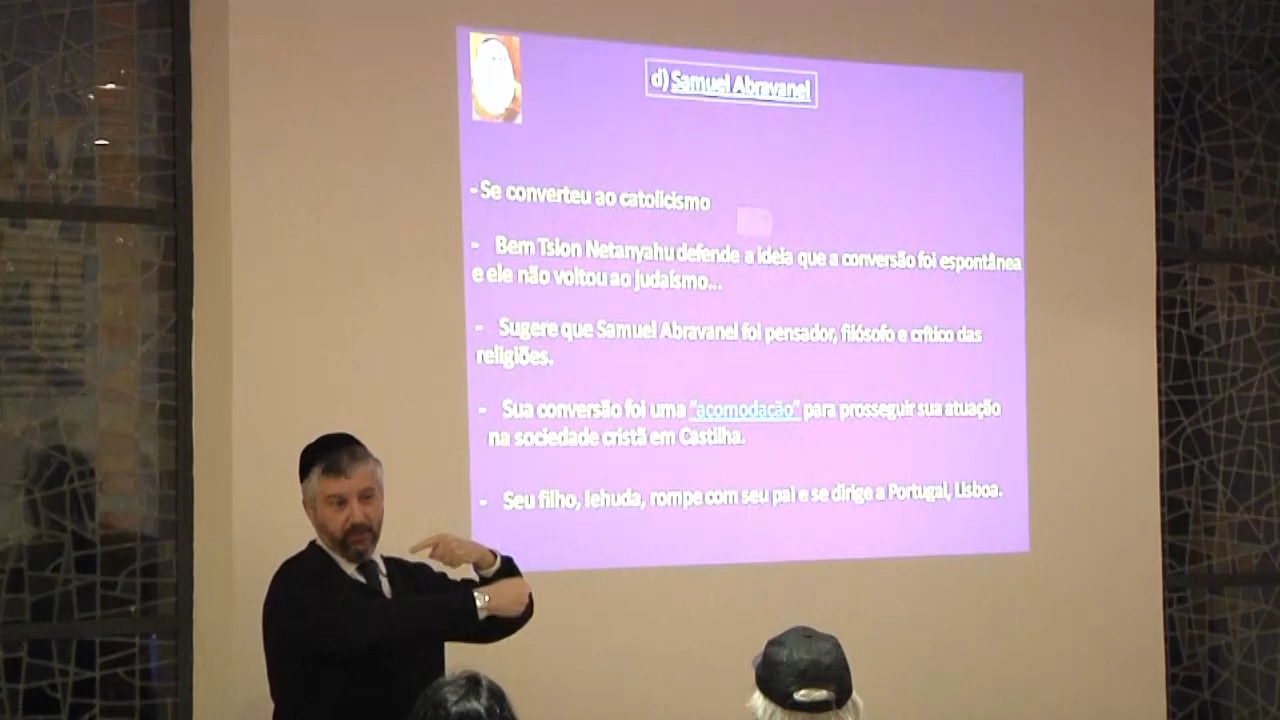 d) Samuel Abravanel
- Se converteu ao catolicismo
- Bem Tsion Netanyahu defende a ideia que a conversão foi espontânea
e ele não voltou ao judaísmo...
- Sugere que Samuel Abravanel foi pensador, filósofo e crítico das
religiões.
- Sua conversão foi uma "acomodação" para prosseguir sua atuação
na sociedade cristã em Castilha.
- Seu filho, Iehuda, rompe com seu pai e se dirige a Portugal, Lisboa.